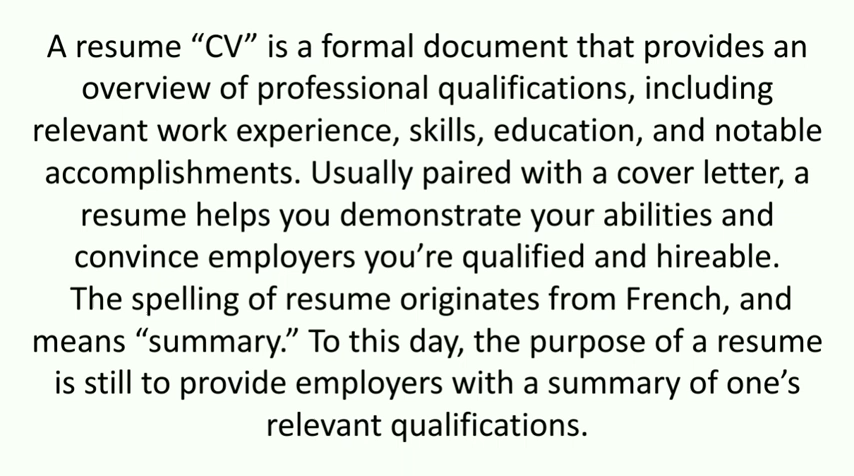 A resume “CV” is a formal document that provides an
overview of professional qualifications, including
relevant work experience, skills, education, and notable
accomplishments. Usually paired with a cover letter, a
resume helps you demonstrate your abilities and
convince employers you’re qualified and hireable.
The spelling of resume originates from French, and
means “summary.” To this day, the purpose of a resume
is still to provide employers with a summary of one’s
relevant qualifications.